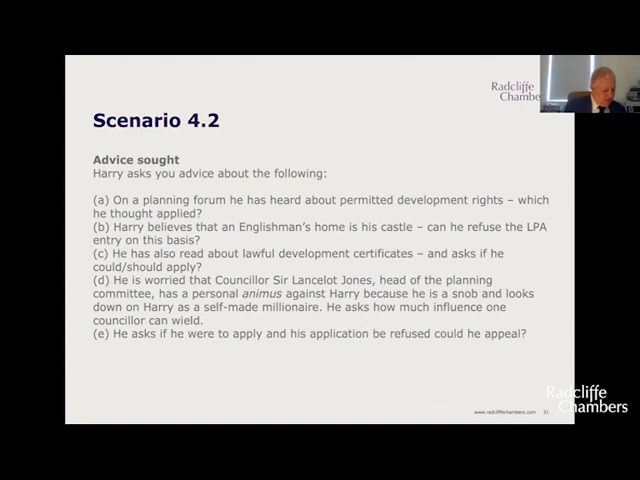 Radcliffe
Chambe
Scenario 4.2
Advice sought
Harry asks you advice about the following:
(a) On a planning forum he has heard about permitted development rights – which
he thought applied?
(b) Harry believes that an Englishman's home is his castle – can he refuse the LPA
entry on this basis?
(c) He has also read about lawful development certificates – and asks if he
could/should apply?
(d) He is worried that Councillor Sir Lancelot Jones, head of the planning
committee, has a personal animus against Harry because he is a snob and looks
down on Harry as a self-made millionaire. He asks how much influence one
councillor can wield.
(e) He asks if he were to apply and his application be refused could he appeal?
www.radcliffechambers.com 31
Radcliffe
Chambers